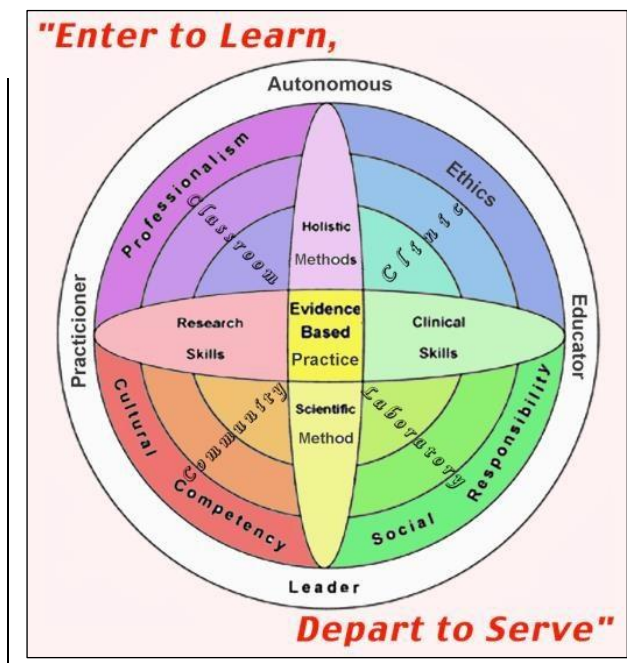 "Enter to Learn,
Autonomous
Professionalism
Ethics
Classroom
Clinic
Holistic
Methods
Practicioner
Educator
Research
Skills
Evidence
Based
Practice
Clinical
Skills
Scientific
Method
Community
Laboratory
Cultural
Competency
Social
Responsibility
Leader
Depart to Serve"